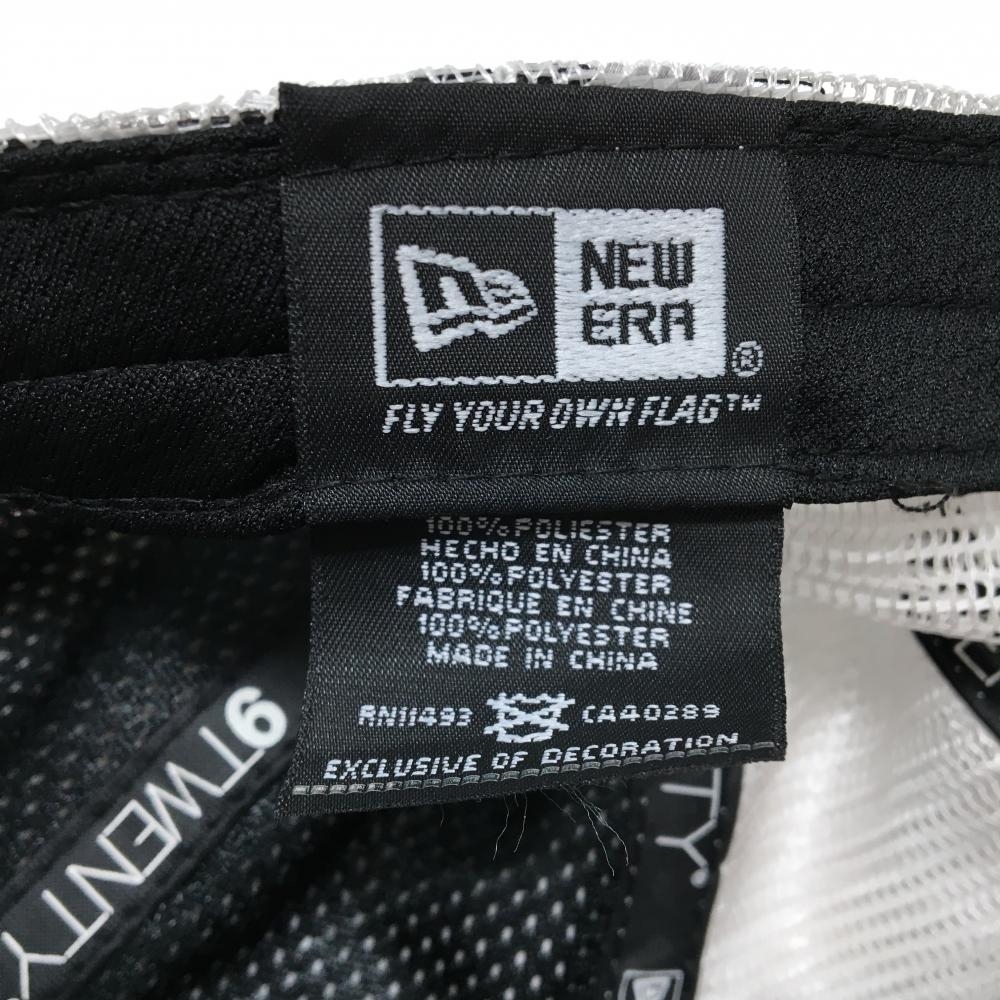 NEW
ERA
®
FLY YOUR OWN FLAG™
100% POLIESTER
HECHO EN CHINA
100% POLYESTER
FABRIQUE EN CHINE
100% POLYESTER
MADE IN CHINA
RN11493 CA40289
EXCLUSIVE OF DECORATION
9TWENTY
TY